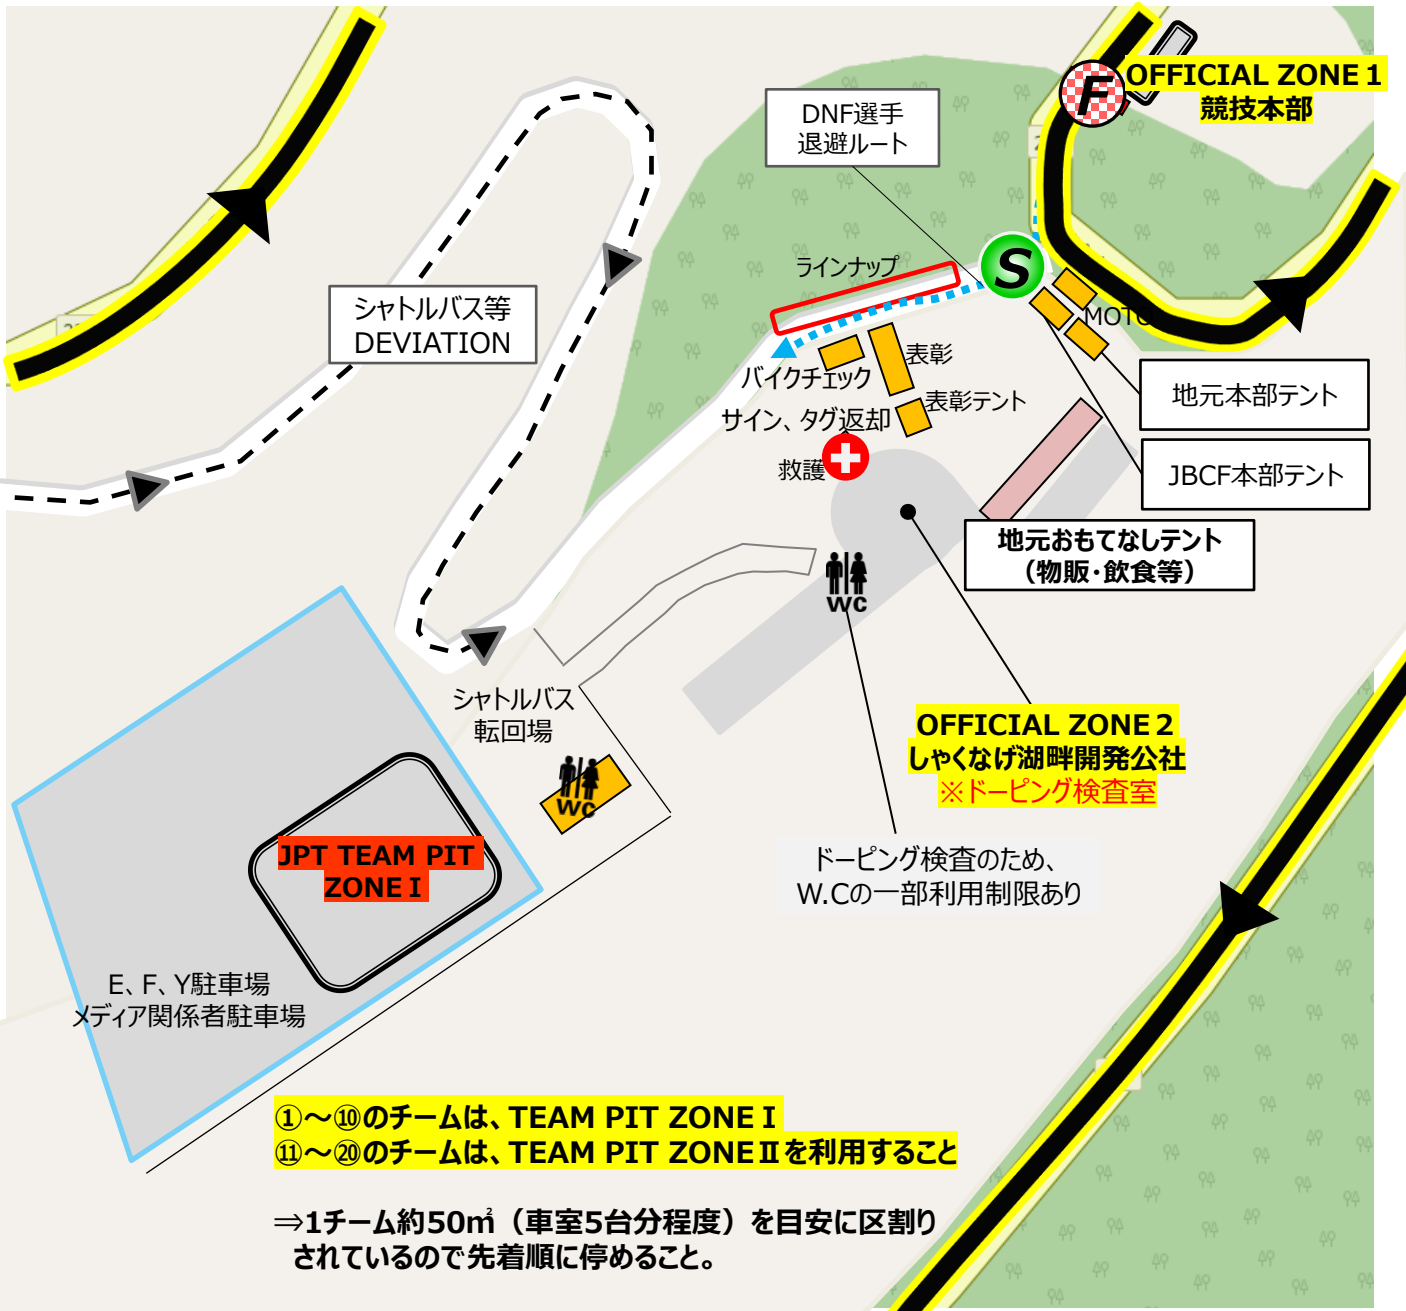 OFFICIAL ZONE 1
競技本部
F
DNF選手
退避ルート
ラインナップ
S
MOTO
シャトルバス等
DEVIATION
表彰
バイクチェック
表彰テント
サイン、タグ返却
救護
地元本部テント
JBCF本部テント
地元おもてなしテント
（物販・飲食等）
WC
シャトルバス
転回場
WC
OFFICIAL ZONE 2
しゃくなげ湖畔開発公社
※ドーピング検査室
ドーピング検査のため、
W.Cの一部利用制限あり
JPT TEAM PIT
ZONE I
E、F、Y駐車場
メディア関係者駐車場
①～⑩のチームは、TEAM PIT ZONE I
⑪～⑳のチームは、TEAM PIT ZONE Ⅱを利用すること
⇒1チーム約50㎡（車室5台分程度）を目安に区割り
されているので先着順に停めること。